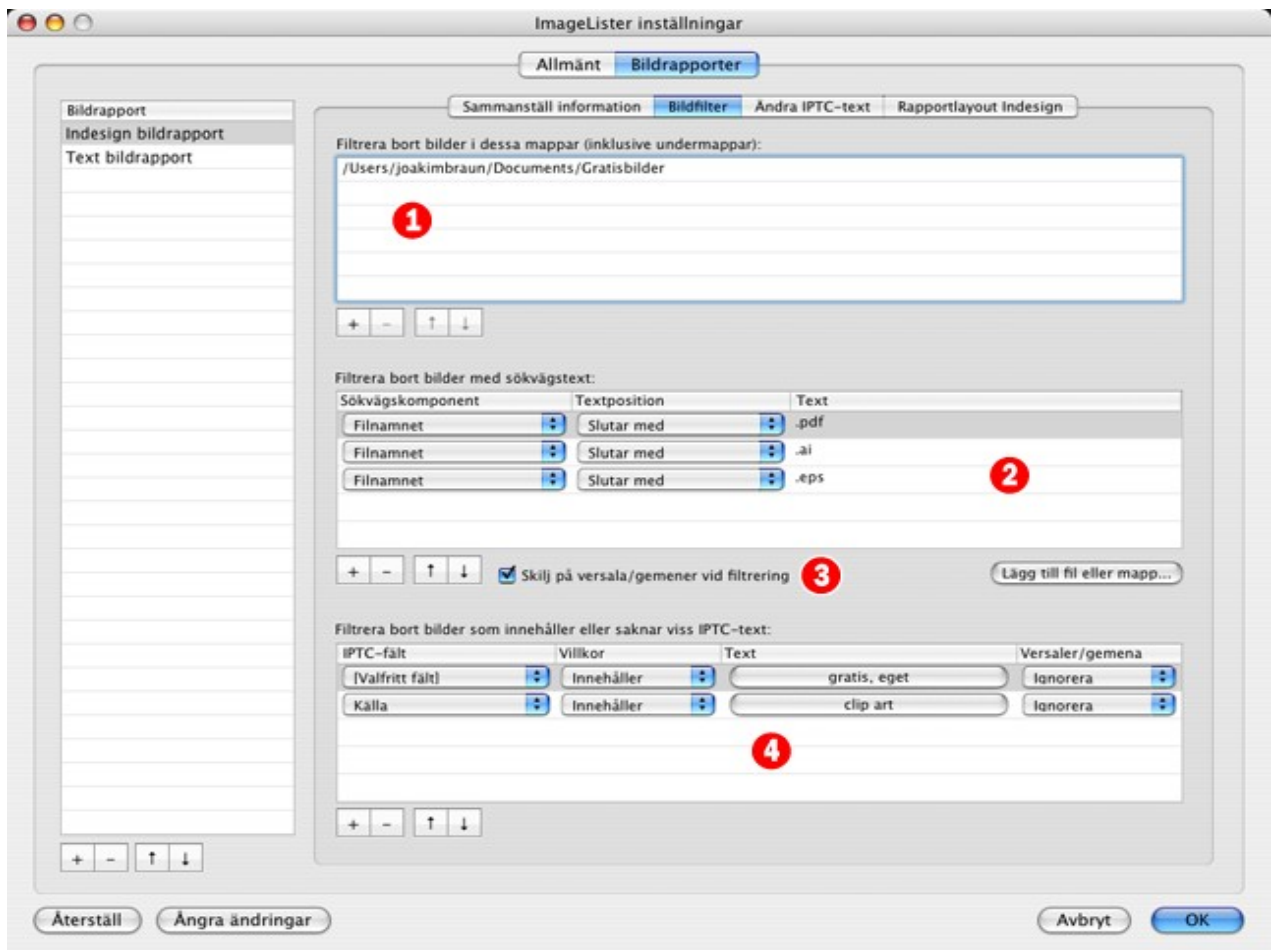 ImageLister inställningar
Allmänt Bildrapporter
Bildrapport
Indesign bildrapport
Text bildrapport
Sammanställ information Bildfilter Ändra IPTC-text Rapportlayout Indesign
Filtrera bort bilder i dessa mappar (inklusive undermappar):
/Users/joakimbraun/Documents/Gratisbilder
1
+ - ↑ ↓
Filtrera bort bilder med sökvägstext:
Sökvägskomponent Textposition Text
Filnamnet Slutar med .pdf
Filnamnet Slutar med .ai
Filnamnet Slutar med .eps
2
+ - ↑ ↓ Skilj på versala/gemener vid filtrering 3 Lägg till fil eller mapp...
Filtrera bort bilder som innehåller eller saknar viss IPTC-text:
IPTC-fält Villkor Text Versaler/gemena
[Valfritt fält] Innehåller gratis, eget Ignorera
Källa Innehåller clip art Ignorera
4
+ - ↑ ↓
+ - ↑ ↓
Återställ Ångra ändringar Avbryt OK